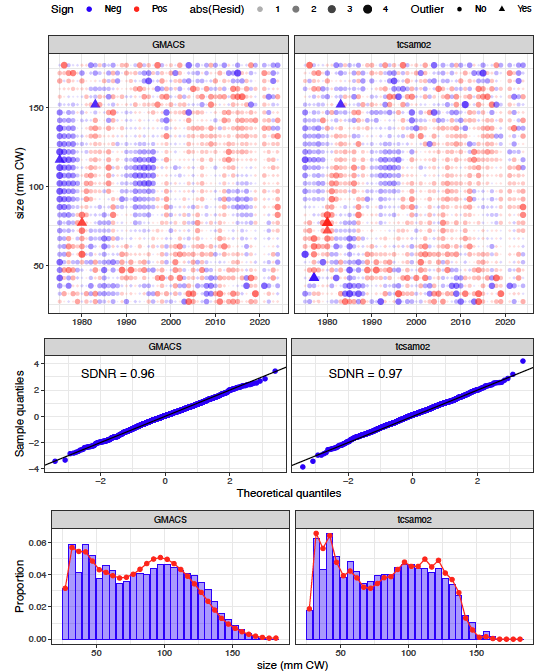 Sign Neg Pos abs(Resid) 1 2 3 4 Outlier No Yes
GMACS tcsam02
size (mm CW)
150
100
50
1980 1990 2000 2010 2020 1980 1990 2000 2010 2020
GMACS tcsam02
Sample quantiles
4
2
0
−2
−4
SDNR = 0.96 SDNR = 0.97
−2 0 2 −2 0 2
Theoretical quantiles
GMACS tcsam02
Proportion
0.06
0.04
0.02
0.00
50 100 150 50 100 150
size (mm CW)